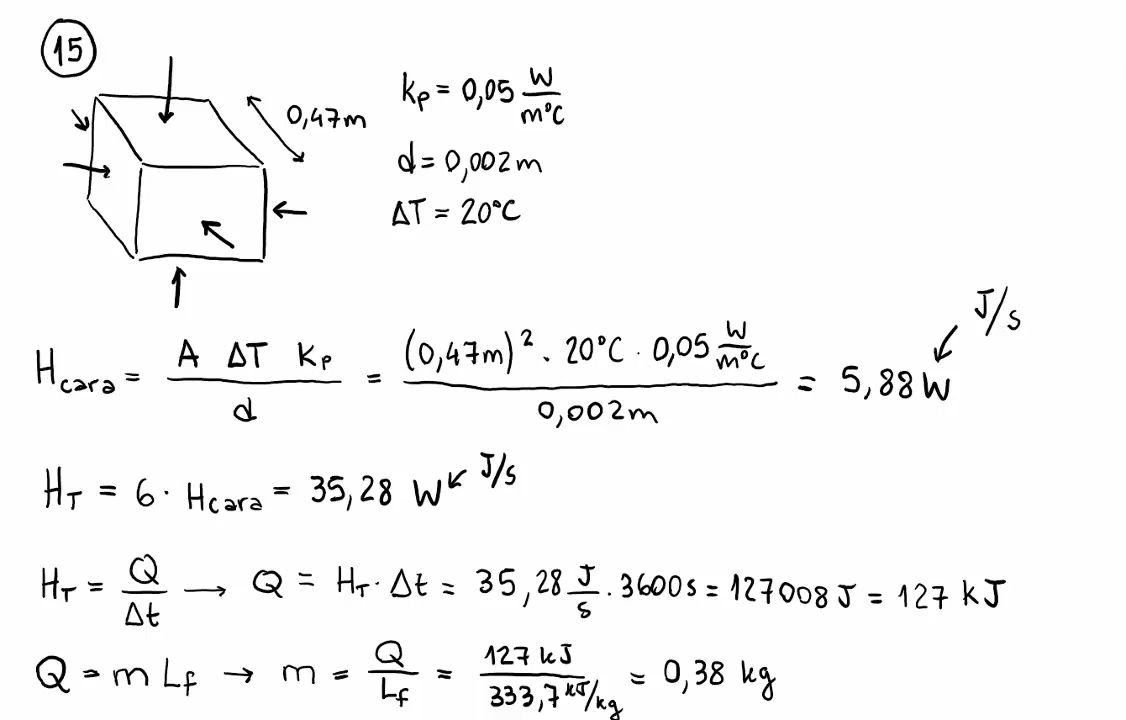 15
0,47m
kp = 0,05 W/m°C
d = 0,002m
ΔT = 20°C
J/s
Hcara = A ΔT Kp / d = (0,47m)² · 20°C · 0,05 W/m°C / 0,002m = 5,88 W
HT = 6 · Hcara = 35,28 W J/s
HT = Q/Δt → Q = HT · Δt = 35,28 J/s · 3600s = 127008 J = 127 kJ
Q = m Lf → m = Q/Lf = 127 kJ / 333,7 kJ/kg = 0,38 kg